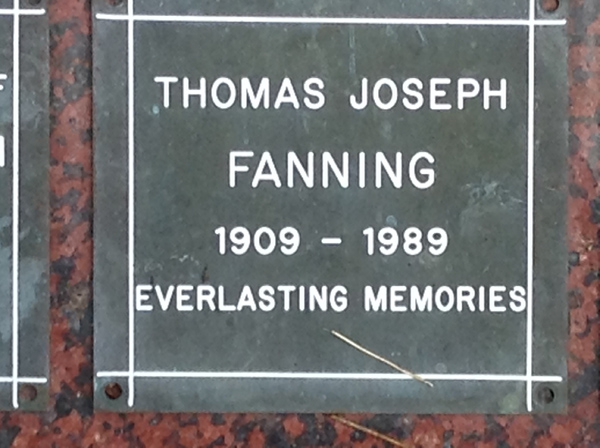 THOMAS JOSEPH
FANNING
1909 - 1989
EVERLASTING MEMORIES